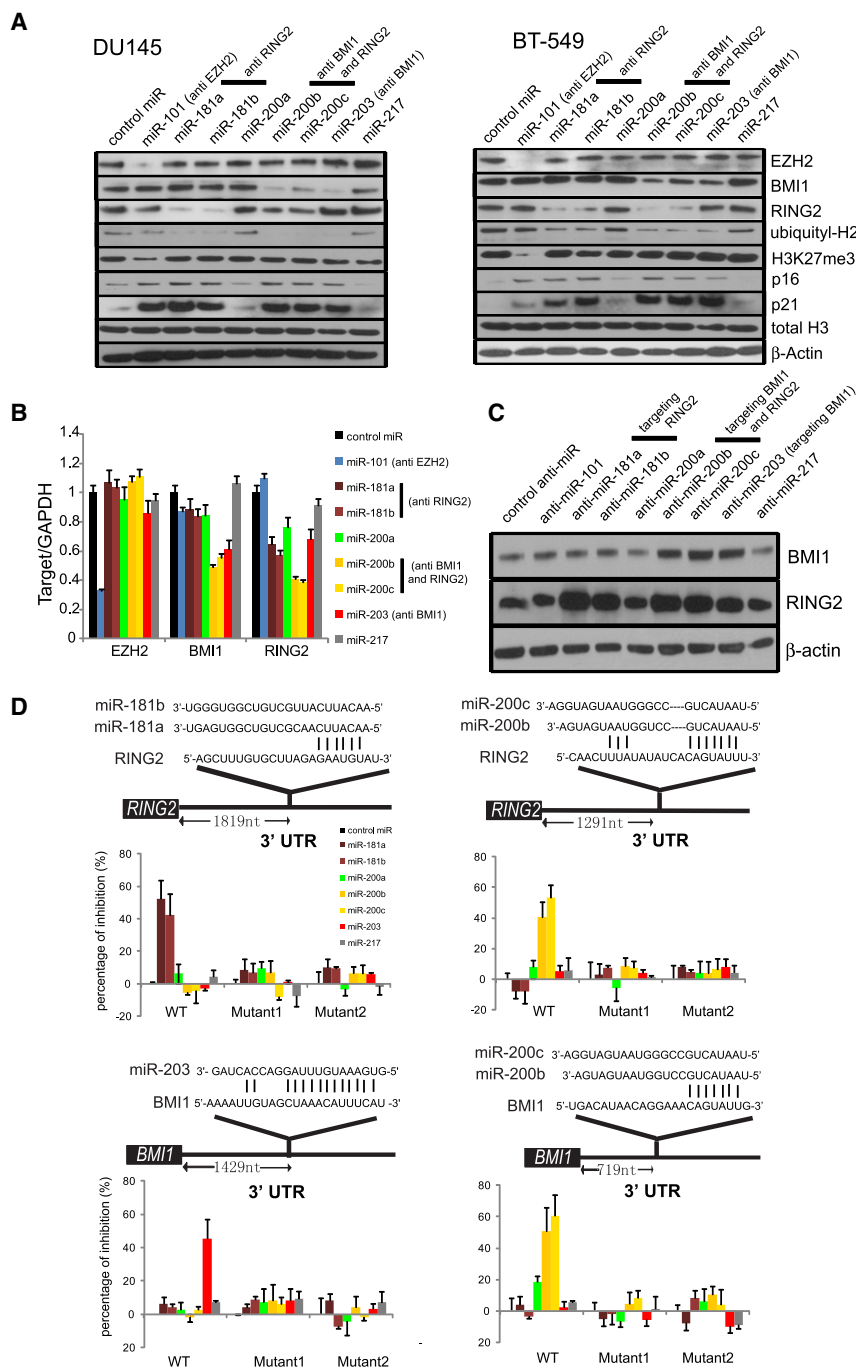 A
DU145
control miR
miR-101 (anti EZH2)
miR-181a
miR-181b
miR-200a
miR-200b
miR-200c
miR-203 (anti BMI1)
miR-217
anti RING2
anti BMI1
and RING2
BT-549
control miR
miR-101 (anti EZH2)
miR-181a
miR-181b
miR-200a
miR-200b
miR-200c
miR-203 (anti BMI1)
miR-217
anti RING2
anti BMI1
and RING2
EZH2
BMI1
RING2
ubiquityl-H2
H3K27me3
p16
p21
total H3
β-Actin
B
Target/GAPDH
1.4
1.2
1
0.8
0.6
0.4
0.2
0
EZH2
BMI1
RING2
control miR
miR-101 (anti EZH2)
miR-181a
miR-181b
(anti RING2)
miR-200a
miR-200b
miR-200c
(anti BMI1
and RING2)
miR-203 (anti BMI1)
miR-217
C
control anti-miR
anti-miR-101
anti-miR-181a
anti-miR-181b
anti-miR-200a
anti-miR-200b
anti-miR-200c
anti-miR-203 (targeting BMI1)
anti-miR-217
targeting
RING2
targeting BMI1
and RING2
BMI1
RING2
β-actin
D
miR-181b 3'-UGGGUGGCUGUCGUUACUUACAA-5'
miR-181a 3'-UGAGUGGCUGUCGCAACUUACAA-5'
RING2 5'-AGCUUUGUGCUUAGAGAAUGUAU-3'
RING2
1819nt
3' UTR
percentage of inhibition (%)
80
60
40
20
0
-20
WT
Mutant1
Mutant2
control miR
miR-181a
miR-181b
miR-200a
miR-200b
miR-200c
miR-203
miR-217
miR-200c 3'-AGGUAGUAAUGGGCC----GUCAUAAU-5'
miR-200b 3'-AGUAGUAAUGGUCC----GUCAUAAU-5'
RING2 5'-CAACUUUAUAUAUCACAGUAUUU-3'
RING2
1291nt
3' UTR
80
60
40
20
0
-20
WT
Mutant1
Mutant2
miR-203 3'- GAUCACCAGGAUUUGUAAAGUG-5'
BMI1 5'-AAAAUUGUAGCUAAACAUUUCAU -3'
BMI1
1429nt
3' UTR
percentage of inhibition (%)
80
60
40
20
0
20
WT
Mutant1
Mutant2
miR-200c 3'-AGGUAGUAAUGGGCCGUCAUAAU-5'
miR-200b 3'-AGUAGUAAUGGUCCGUCAUAAU-5'
BMI1 5'-UGACAUAACAGGAAACAGUAUUG-3'
BMI1
719nt
3' UTR
80
60
40
20
0
20
WT
Mutant1
Mutant2